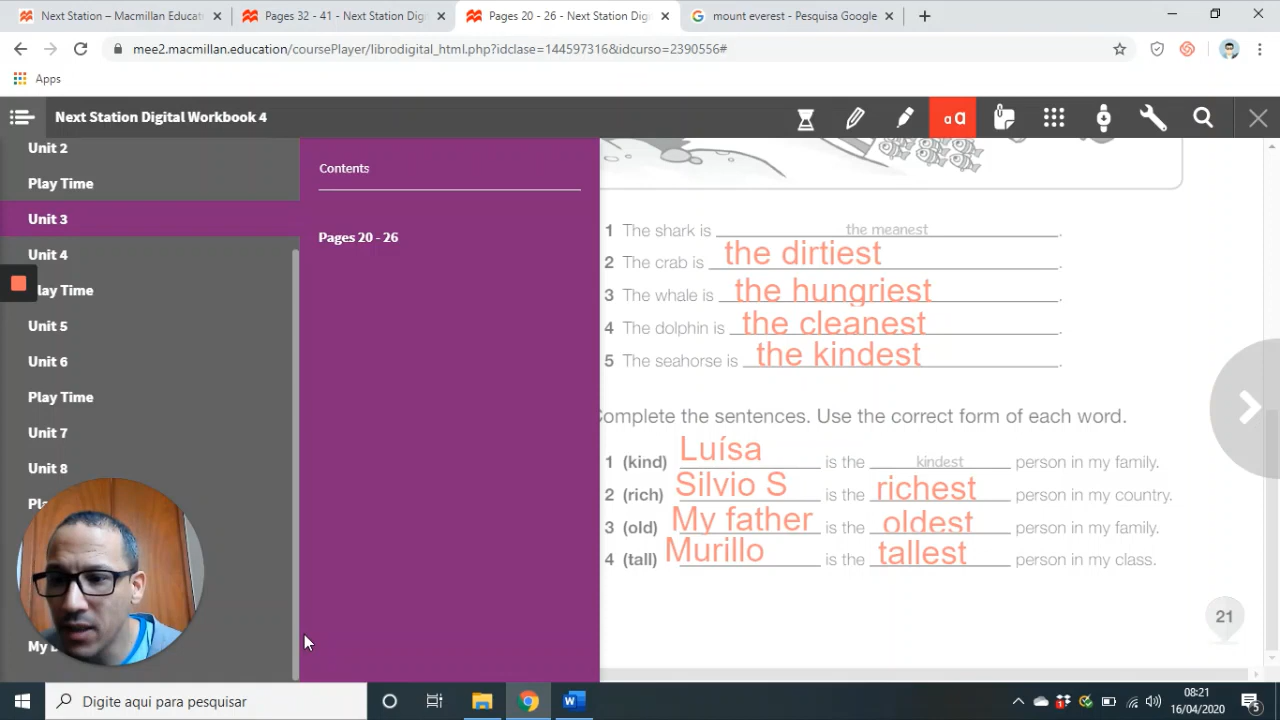 Next Station – Macmillan Educat
Pages 32 - 41 - Next Station Dig
Pages 20 - 26 - Next Station Dig
mount everest - Pesquisa Google
mee2.macmillan.education/coursePlayer/librodigital_html.php?idclase=144597316&idcurso=2390556#
Apps
Next Station Digital Workbook 4
aa
Unit 2
Play Time
Unit 3
Unit 4
lay Time
Unit 5
Unit 6
Play Time
Unit 7
Unit 8
Contents
Pages 20 - 26
1 The shark is the meanest.
2 The crab is the dirtiest.
3 The whale is the hungriest.
4 The dolphin is the cleanest.
5 The seahorse is the kindest.
Complete the sentences. Use the correct form of each word.
1 (kind) Luísa is the kindest person in my family.
2 (rich) Silvio S is the richest person in my country.
3 (old) My father is the oldest person in my family.
4 (tall) Murillo is the tallest person in my class.
21
Digite aqui para pesquisar
08:21
16/04/2020
5